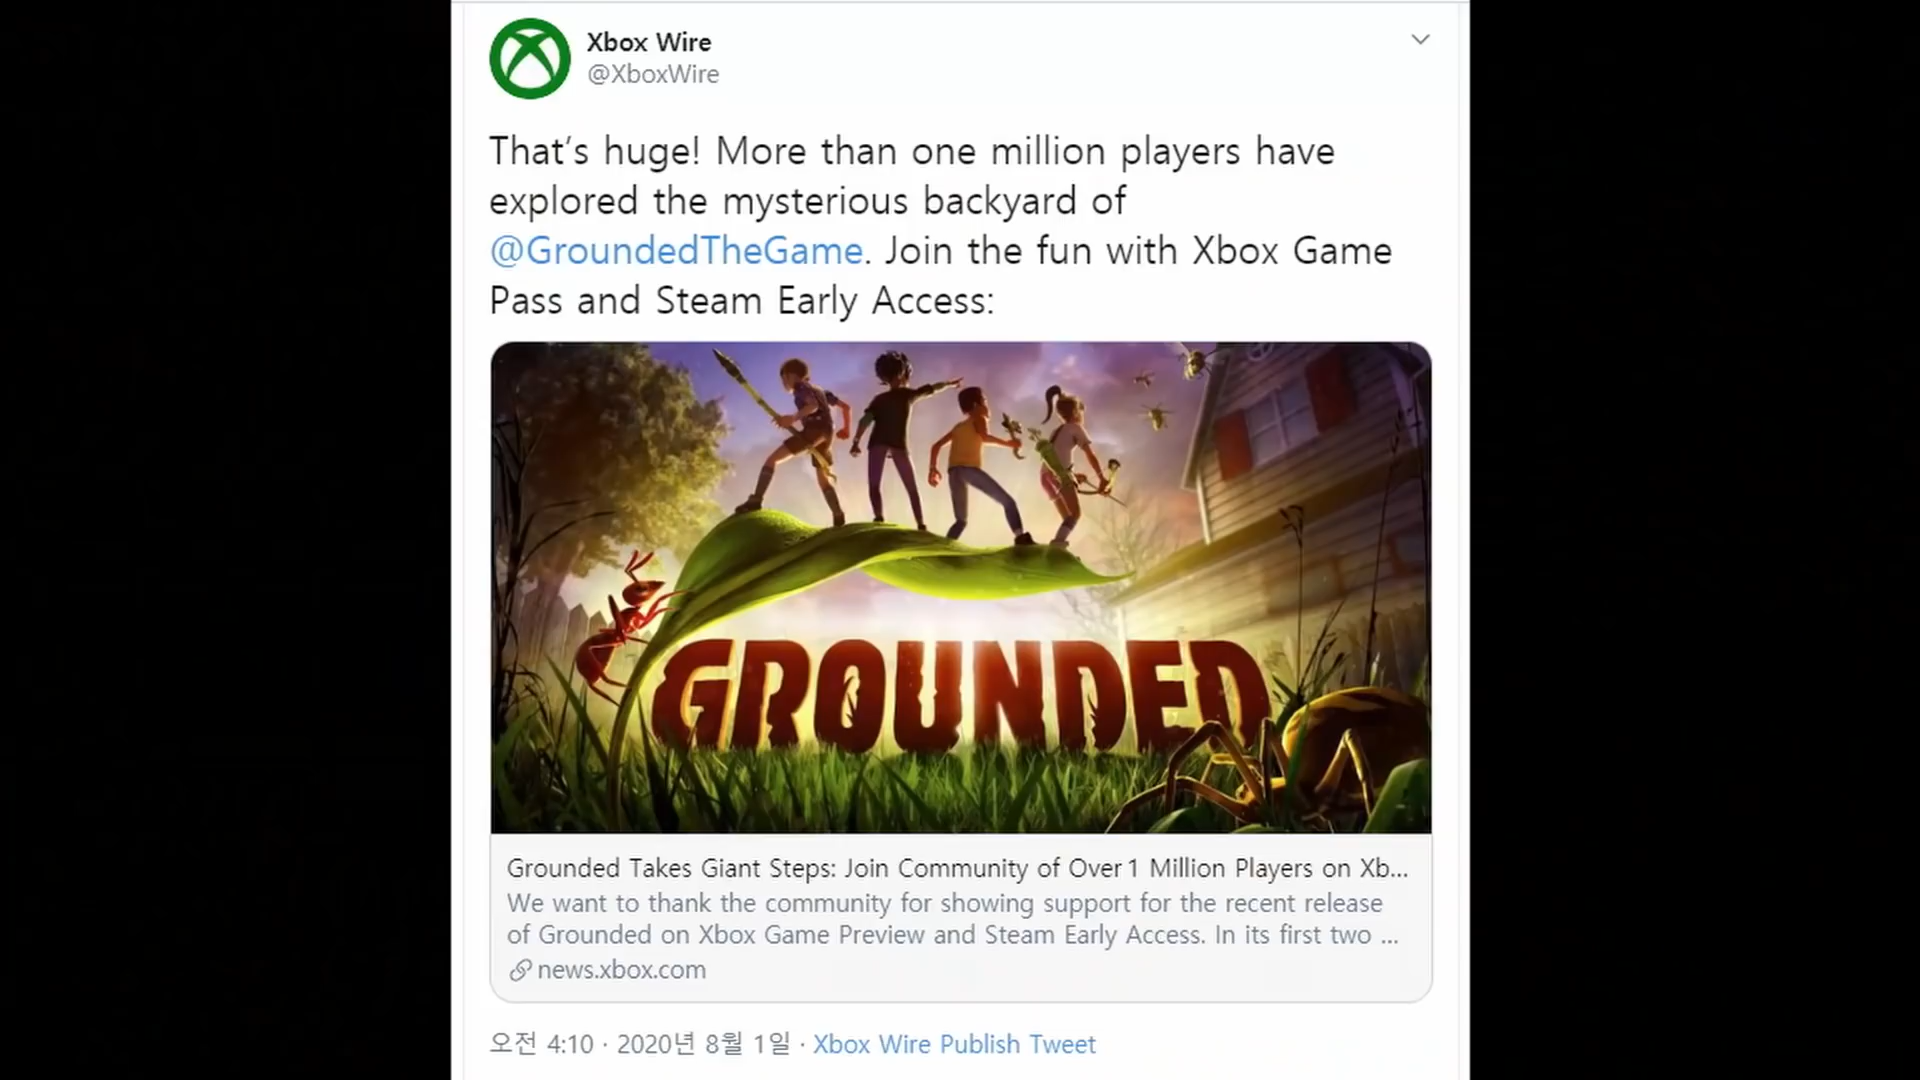 Xbox Wire
@XboxWire
That's huge! More than one million players have
explored the mysterious backyard of
@GroundedTheGame. Join the fun with Xbox Game
Pass and Steam Early Access:
GROUNDED
Grounded Takes Giant Steps: Join Community of Over 1 Million Players on Xb...
We want to thank the community for showing support for the recent release
of Grounded on Xbox Game Preview and Steam Early Access. In its first two ...
news.xbox.com
오전 4:10 · 2020년 8월 1일 · Xbox Wire Publish Tweet